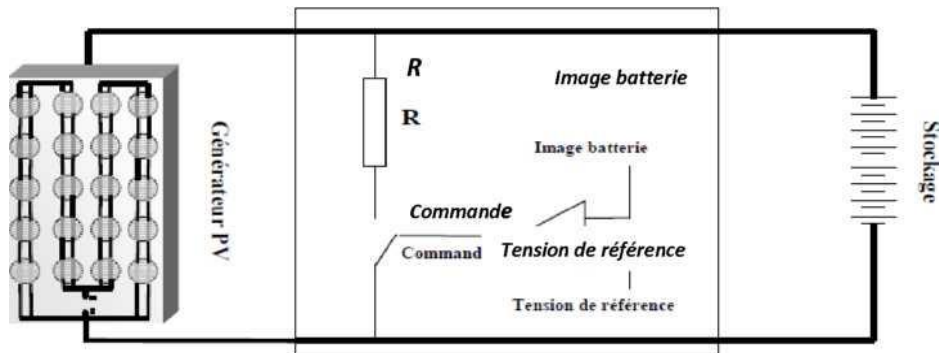 R
R
Image batterie
Image batterie
Commande
Command
Tension de référence
Tension de référence
Générateur PV
Stockage